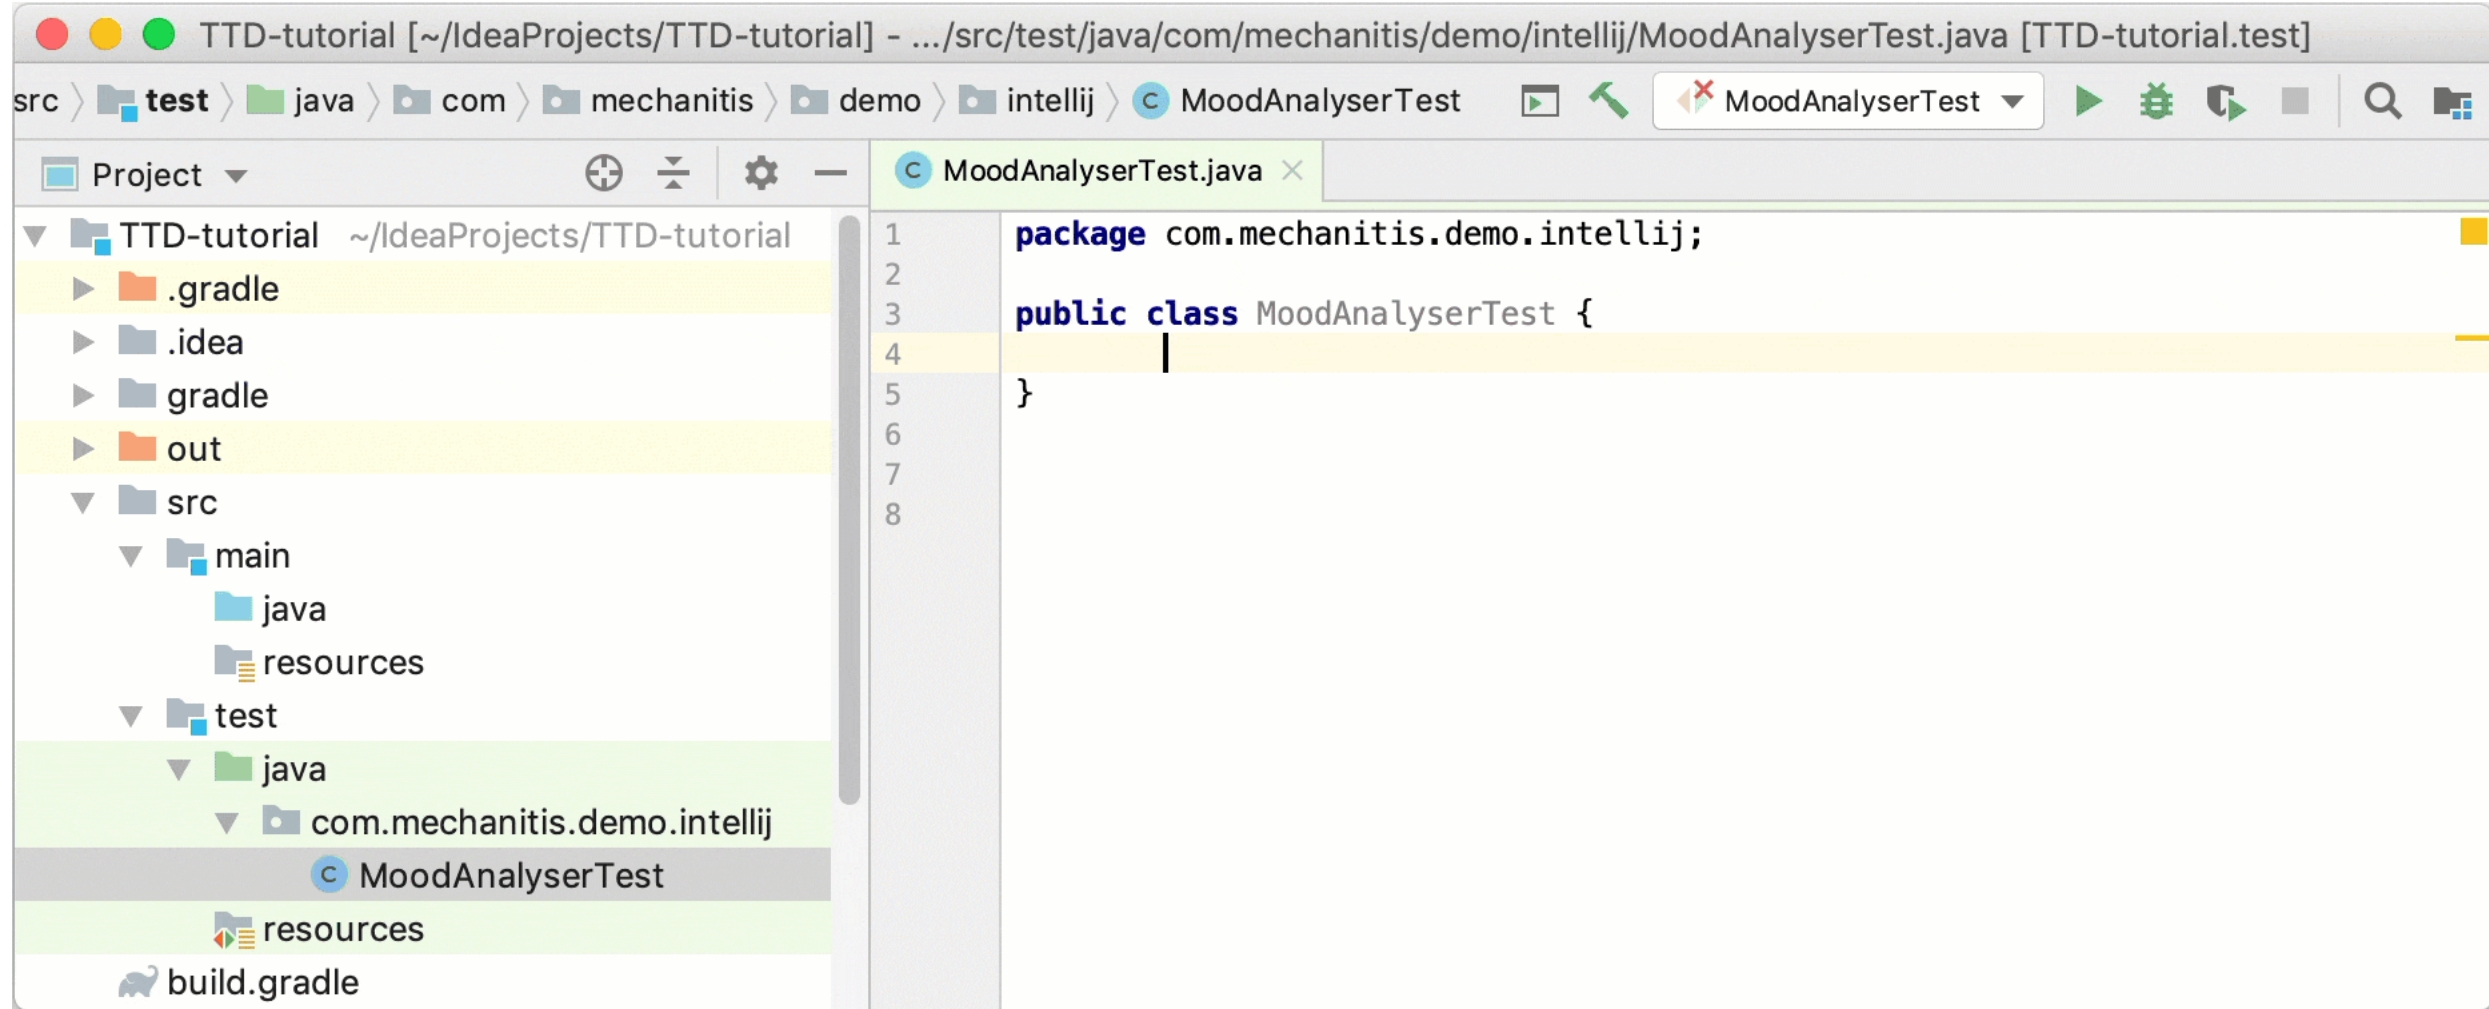 TTD-tutorial [~/IdeaProjects/TTD-tutorial] - .../src/test/java/com/mechanitis/demo/intellij/MoodAnalyserTest.java [TTD-tutorial.test]
src test java com mechanitis demo intellij C MoodAnalyserTest MoodAnalyserTest
Project
C MoodAnalyserTest.java
TTD-tutorial ~/IdeaProjects/TTD-tutorial
.gradle
.idea
gradle
out
src
main
java
resources
test
java
com.mechanitis.demo.intellij
C MoodAnalyserTest
resources
build.gradle
1 package com.mechanitis.demo.intellij;
2
3 public class MoodAnalyserTest {
4
5 }
6
7
8